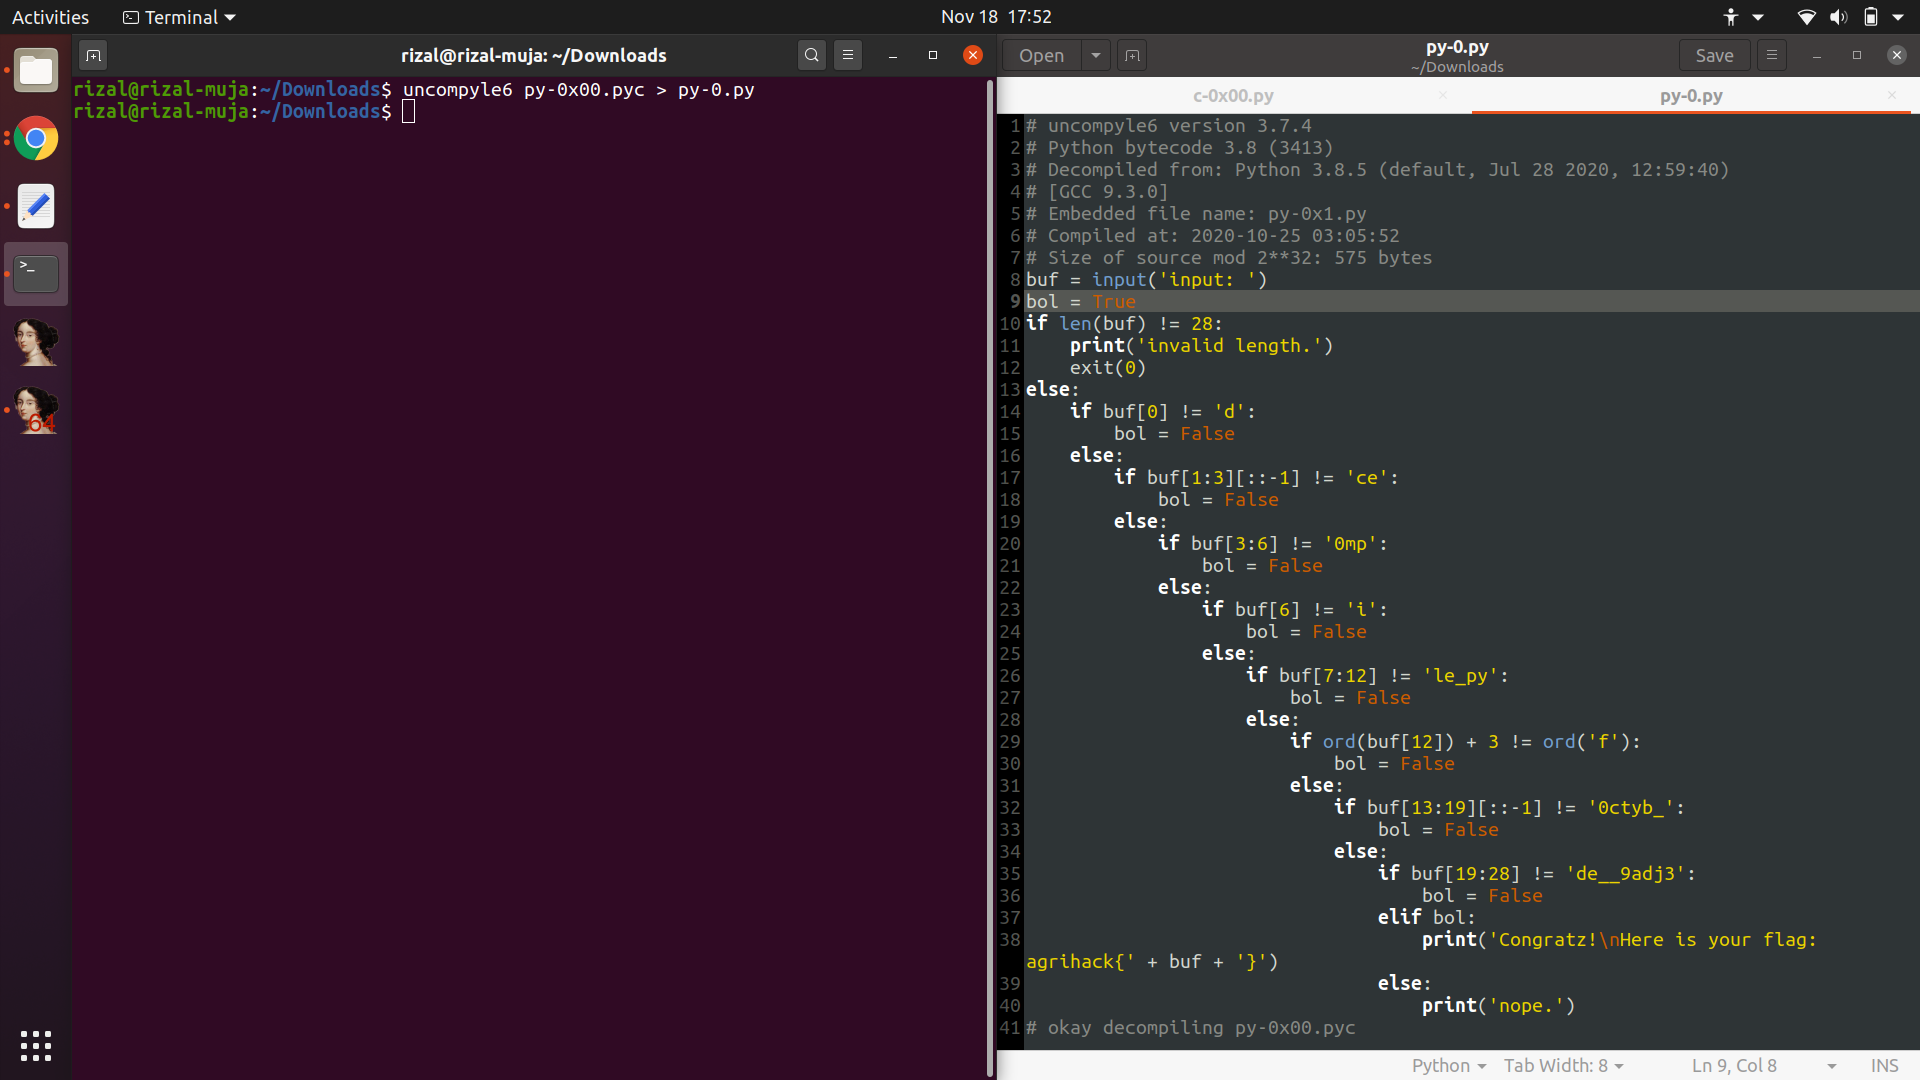 Activities
Terminal
Nov 18 17:52
rizal@rizal-muja: ~/Downloads
rizal@rizal-muja:~/Downloads$ uncompyle6 py-0x00.pyc > py-0.py
rizal@rizal-muja:~/Downloads$
64
Open
py-0.py
~/Downloads
Save
c-0x00.py
py-0.py
1 # uncompyle6 version 3.7.4
2 # Python bytecode 3.8 (3413)
3 # Decompiled from: Python 3.8.5 (default, Jul 28 2020, 12:59:40)
4 # [GCC 9.3.0]
5 # Embedded file name: py-0x1.py
6 # Compiled at: 2020-10-25 03:05:52
7 # Size of source mod 2**32: 575 bytes
8 buf = input('input: ')
9 bol = True
10 if len(buf) != 28:
11     print('invalid length.')
12     exit(0)
13 else:
14     if buf[0] != 'd':
15         bol = False
16     else:
17         if buf[1:3][::-1] != 'ce':
18             bol = False
19         else:
20             if buf[3:6] != '0mp':
21                 bol = False
22             else:
23                 if buf[6] != 'i':
24                     bol = False
25                 else:
26                     if buf[7:12] != 'le_py':
27                         bol = False
28                     else:
29                         if ord(buf[12]) + 3 != ord('f'):
30                             bol = False
31                         else:
32                             if buf[13:19][::-1] != '0ctyb_':
33                                 bol = False
34                             else:
35                                 if buf[19:28] != 'de__9adj3':
36                                     bol = False
37                                 elif bol:
38                                     print('Congratz!\nHere is your flag:
agrihack{' + buf + '}')
39                                 else:
40                                     print('nope.')
41 # okay decompiling py-0x00.pyc
Python
Tab Width: 8
Ln 9, Col 8
INS